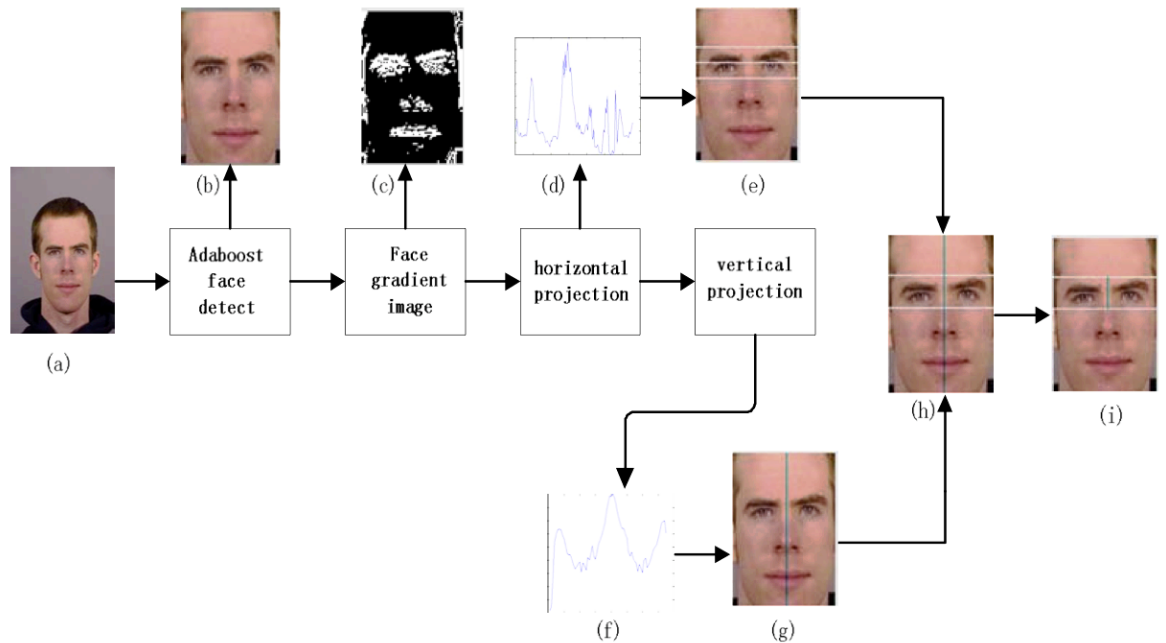 (b)
(c)
(d)
(e)
(a)
Adaboost
face
detect
Face
gradient
image
horizontal
projection
vertical
projection
(h)
(i)
(f)
(g)